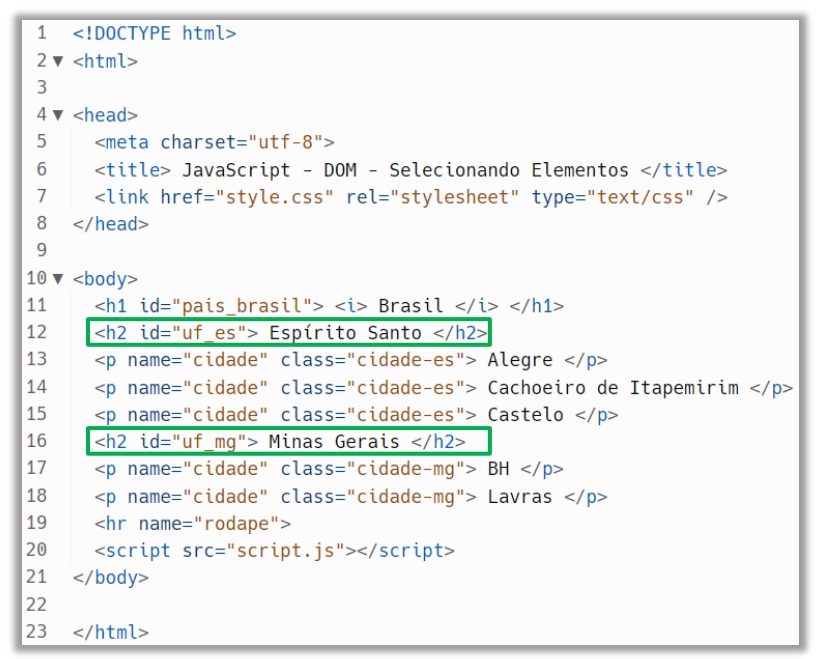 1 <!DOCTYPE html>
2 ▼ <html>
3
4 ▼ <head>
5 <meta charset="utf-8">
6 <title> JavaScript - DOM - Selecionando Elementos </title>
7 <link href="style.css" rel="stylesheet" type="text/css" />
8 </head>
9
10 ▼ <body>
11 <h1 id="pais_brasil"> <i> Brasil </i> </h1>
12 <h2 id="uf_es"> Espírito Santo </h2>
13 <p name="cidade" class="cidade-es"> Alegre </p>
14 <p name="cidade" class="cidade-es"> Cachoeiro de Itapemirim </p>
15 <p name="cidade" class="cidade-es"> Castelo </p>
16 <h2 id="uf_mg"> Minas Gerais </h2>
17 <p name="cidade" class="cidade-mg"> BH </p>
18 <p name="cidade" class="cidade-mg"> Lavras </p>
19 <hr name="rodape">
20 <script src="script.js"></script>
21 </body>
22
23 </html>